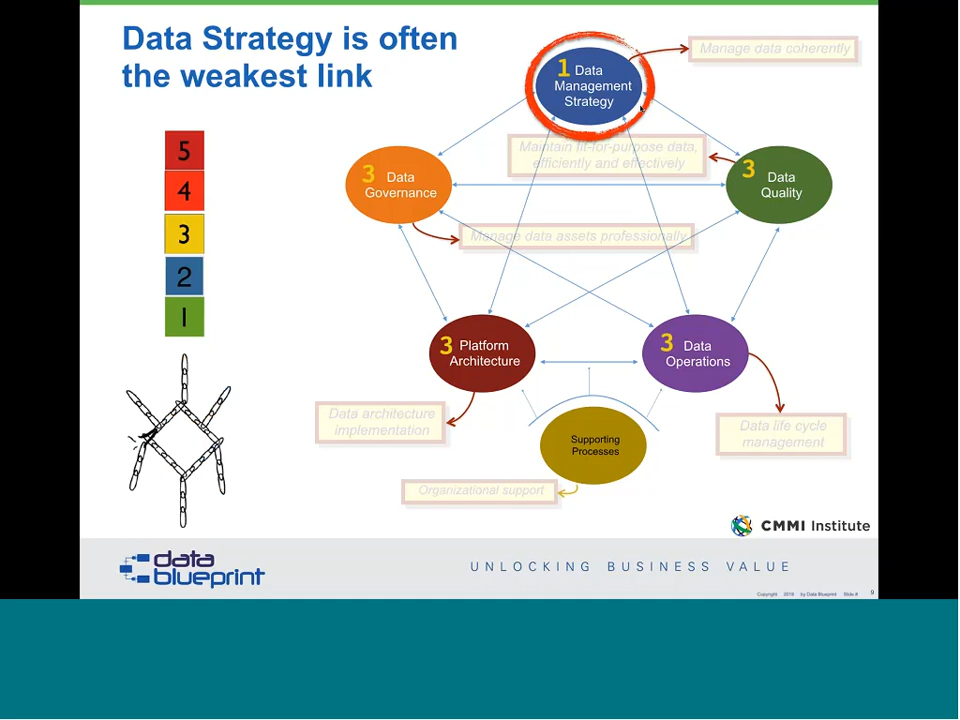 Data Strategy is often
the weakest link
5
4
3
2
1
1 Data
Management
Strategy
Manage data coherently
Maintain fit-for-purpose data,
efficiently and effectively
3 Data
Governance
3 Data
Quality
Manage data assets professionally
3 Platform
Architecture
3 Data
Operations
Data architecture
implementation
Supporting
Processes
Data life cycle
management
Organizational support
CMMI Institute
data
blueprint
UNLOCKING BUSINESS VALUE
Copyright 2018 by Data Blueprint Slide # 9